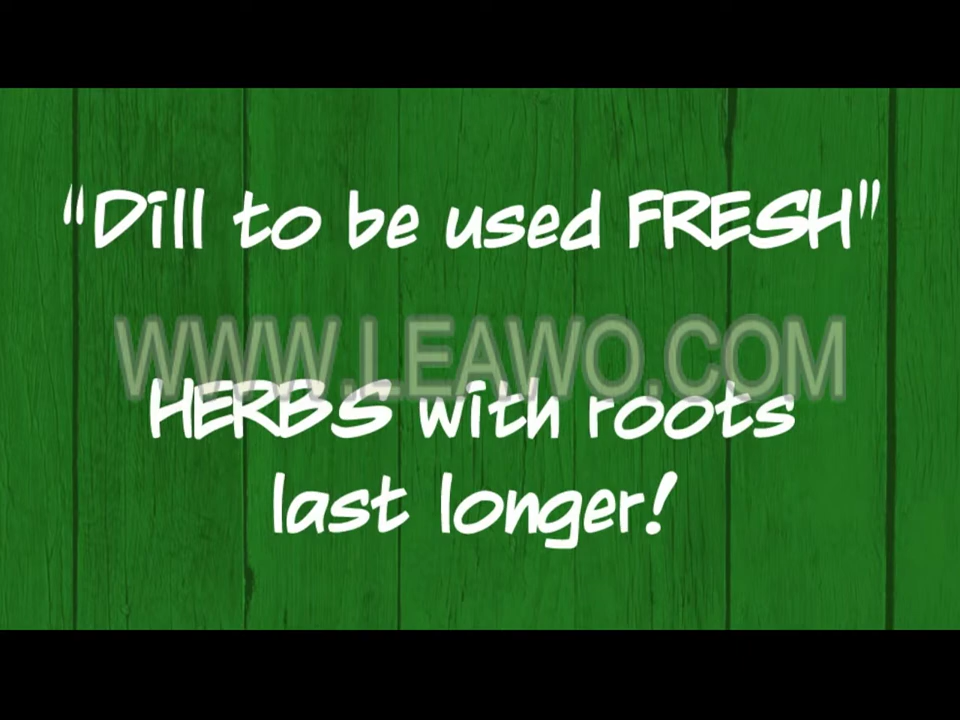 “Dill to be used FRESH”
WWW.LEAWO.COM
HERBS with roots
last longer!